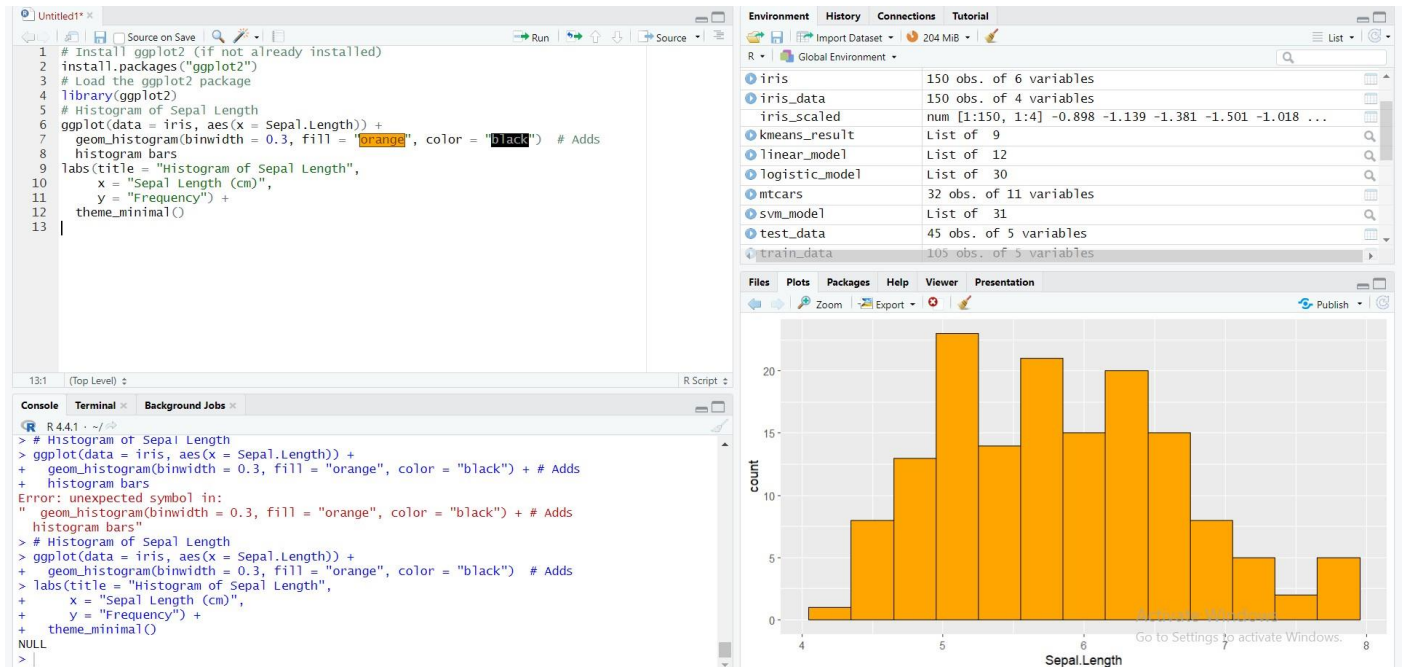 Untitled1*
Source on Save Run Source
1 # Install ggplot2 (if not already installed)
2 install.packages("ggplot2")
3 # Load the ggplot2 package
4 library(ggplot2)
5 # Histogram of Sepal Length
6 ggplot(data = iris, aes(x = Sepal.Length)) +
7 geom_histogram(binwidth = 0.3, fill = "orange", color = "black")  # Adds
8 histogram bars
9 labs(title = "Histogram of Sepal Length",
10 x = "Sepal Length (cm)",
11 y = "Frequency") +
12 theme_minimal()
13
13:1 (Top Level) R Script
Console Terminal Background Jobs
R 4.4.1 · ~/
> # Histogram of Sepal Length
> ggplot(data = iris, aes(x = Sepal.Length)) +
+ geom_histogram(binwidth = 0.3, fill = "orange", color = "black") + # Adds
+ histogram bars
Error: unexpected symbol in:
" geom_histogram(binwidth = 0.3, fill = "orange", color = "black") + # Adds
histogram bars"
> # Histogram of Sepal Length
> ggplot(data = iris, aes(x = Sepal.Length)) +
+ geom_histogram(binwidth = 0.3, fill = "orange", color = "black")  # Adds
> labs(title = "Histogram of Sepal Length",
+ x = "Sepal Length (cm)",
+ y = "Frequency") +
+ theme_minimal()
NULL
>
Environment History Connections Tutorial
Import Dataset 204 MiB List
R Global Environment
iris 150 obs. of 6 variables
iris_data 150 obs. of 4 variables
iris_scaled num [1:150, 1:4] -0.898 -1.139 -1.381 -1.501 -1.018 ...
kmeans_result List of 9
linear_model List of 12
logistic_model List of 30
mtcars 32 obs. of 11 variables
svm_model List of 31
test_data 45 obs. of 5 variables
train_data 105 obs. of 5 variables
Files Plots Packages Help Viewer Presentation
Zoom Export Publish
20
15
10
5
0
count
4 5 6 7 8
Sepal.Length
Activate Windows
Go to Settings to activate Windows.